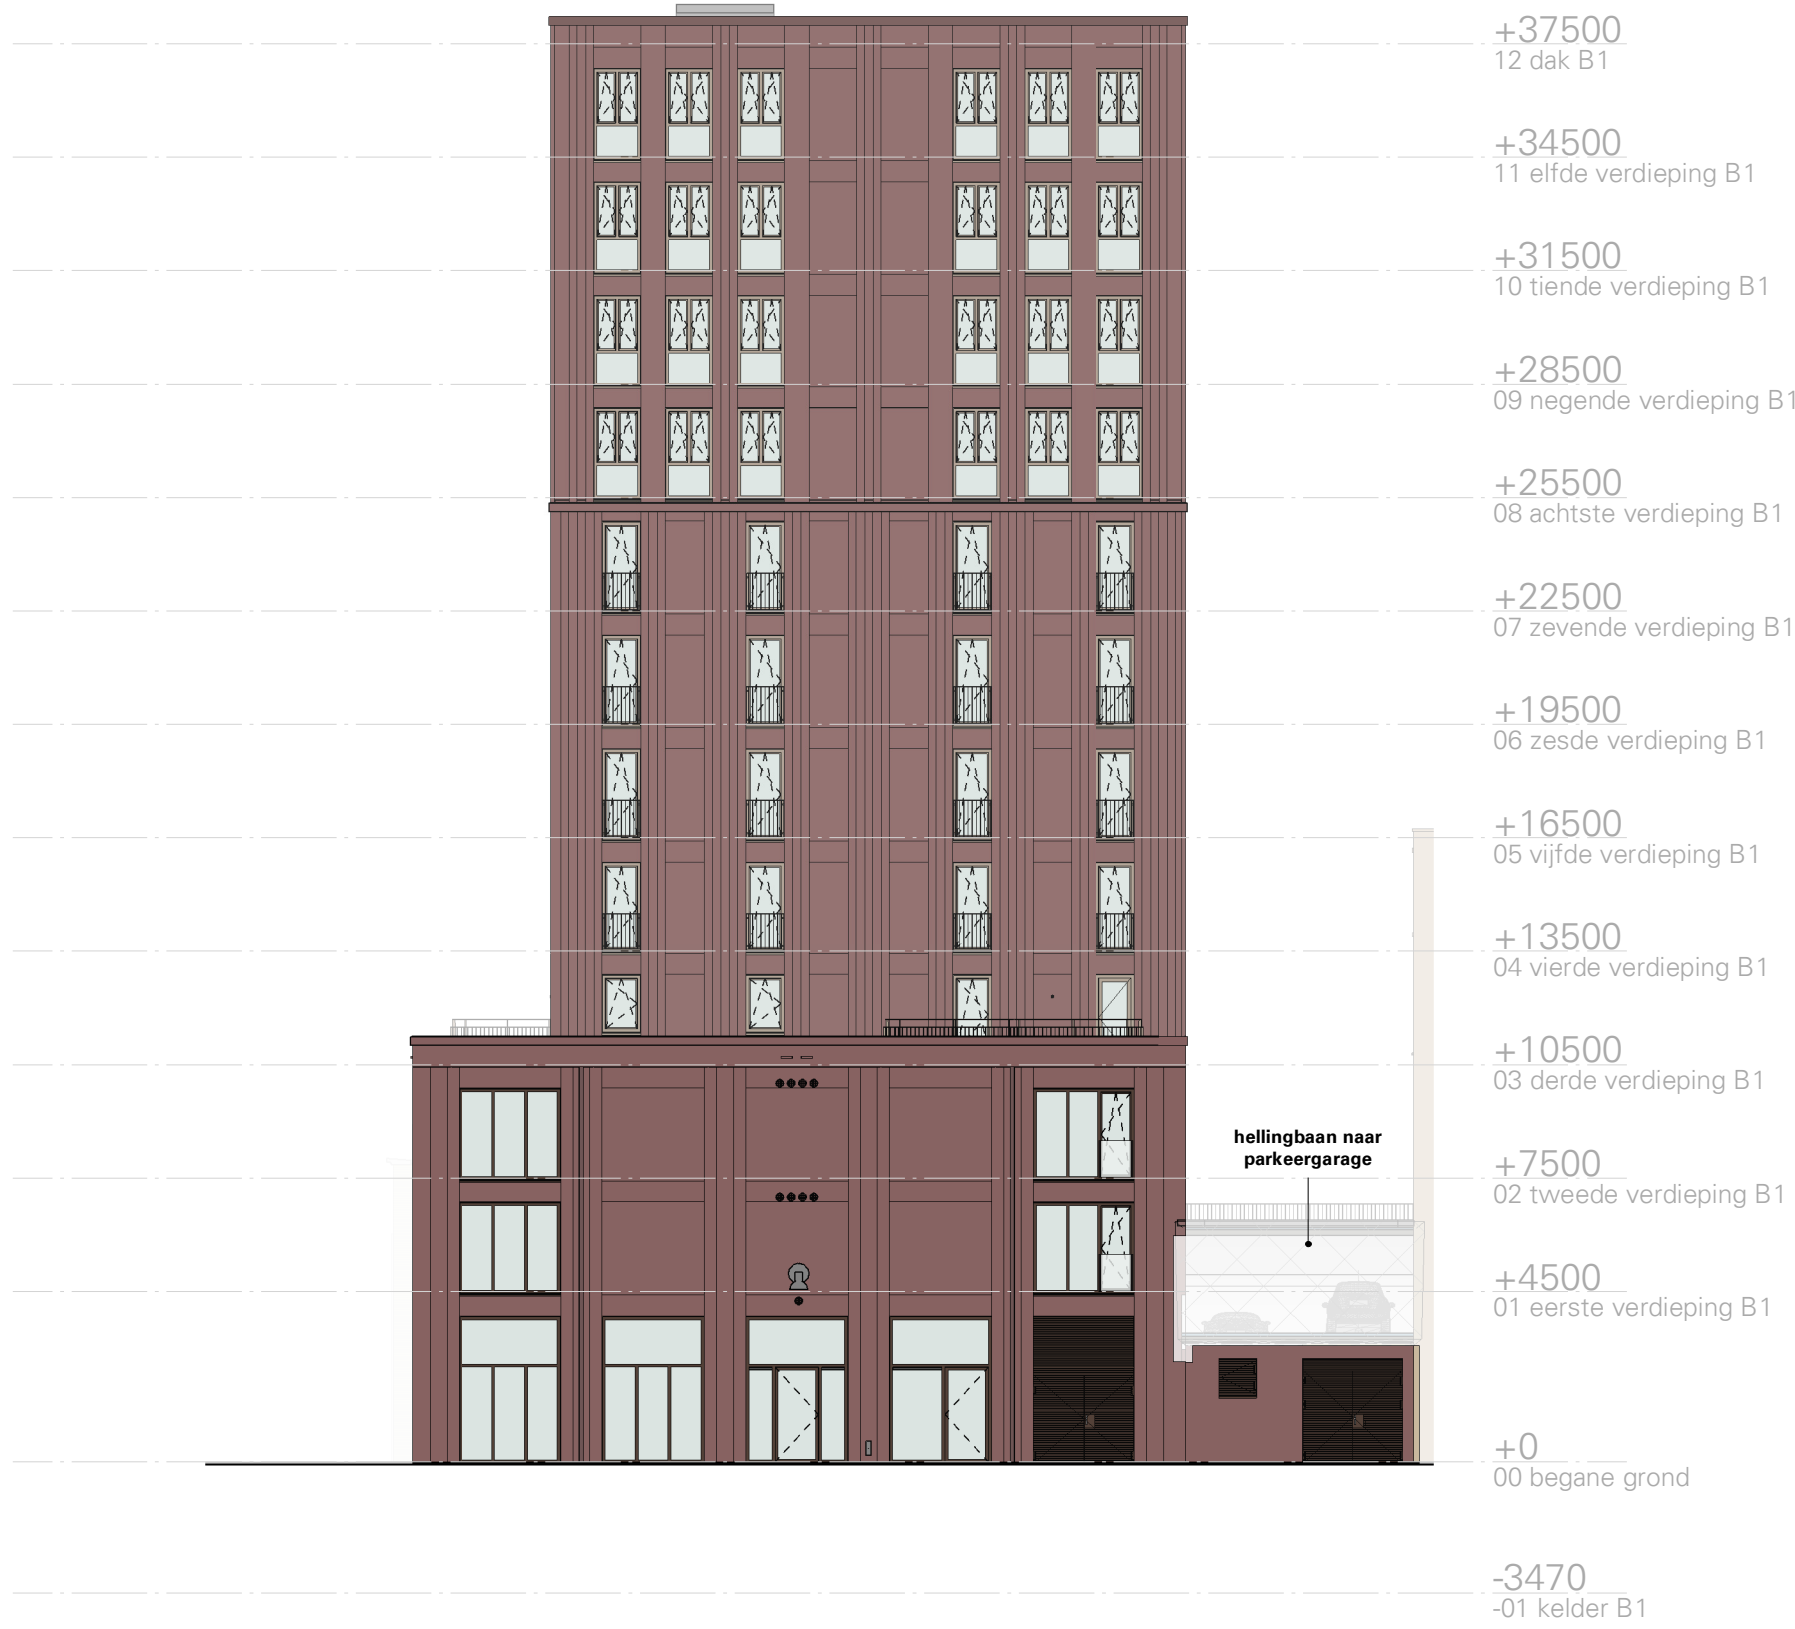 +37500
12 dak B1
+34500
11 elfde verdieping B1
+31500
10 tiende verdieping B1
+28500
09 negende verdieping B1
+25500
08 achtste verdieping B1
+22500
07 zevende verdieping B1
+19500
06 zesde verdieping B1
+16500
05 vijfde verdieping B1
+13500
04 vierde verdieping B1
+10500
03 derde verdieping B1
hellingbaan naar
parkeergarage
+7500
02 tweede verdieping B1
+4500
01 eerste verdieping B1
+0
00 begane grond
-3470
-01 kelder B1